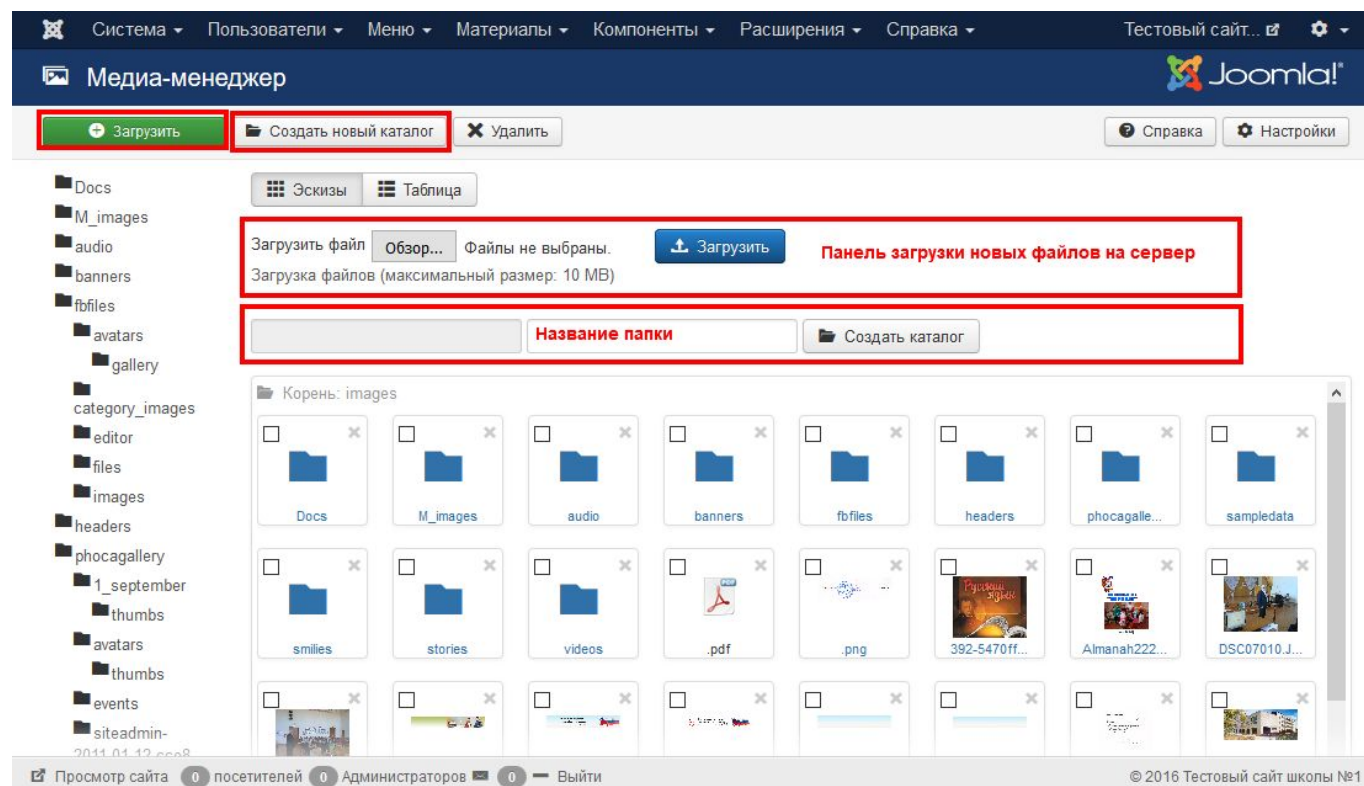 Система Пользователи Меню Материалы Компоненты Расширения Справка Тестовый сайт...
Медиа-менеджер Joomla!®
Загрузить Создать новый каталог Удалить Справка Настройки
Docs
M_images
audio
banners
fbfiles
avatars
gallery
category_images
editor
files
images
headers
phocagallery
1_september
thumbs
avatars
thumbs
events
siteadmin-
Эскизы Таблица
Загрузить файл Обзор... Файлы не выбраны. Загрузить Панель загрузки новых файлов на сервер
Загрузка файлов (максимальный размер: 10 MB)
Название папки Создать каталог
Корень: images
Docs M_images audio banners fbfiles headers phocagalle... sampledata
Русский язык
smilies stories videos .pdf .png 392-5470ff... Almanah222... DSC07010.J...
Просмотр сайта 0 посетителей 0 Администраторов 0 Выйти © 2016 Тестовый сайт школы №1